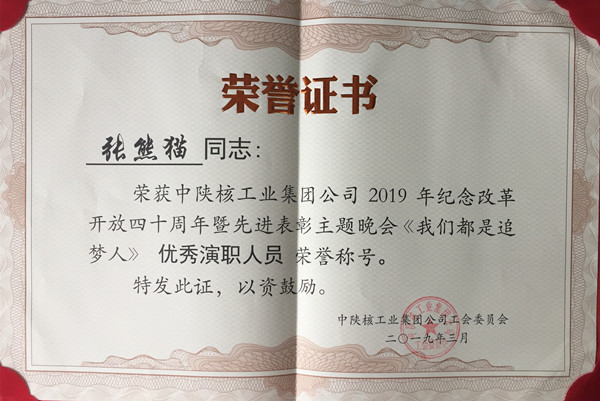 荣誉证书
张熊猫 同志：
荣获中陕核工业集团公司 2019 年纪念改革
开放四十周年暨先进表彰主题晚会《我们都是追
梦人》 优秀演职人员 荣誉称号。
特发此证，以资鼓励。
中陕核工业集团公司工会委员会
二〇一九年三月